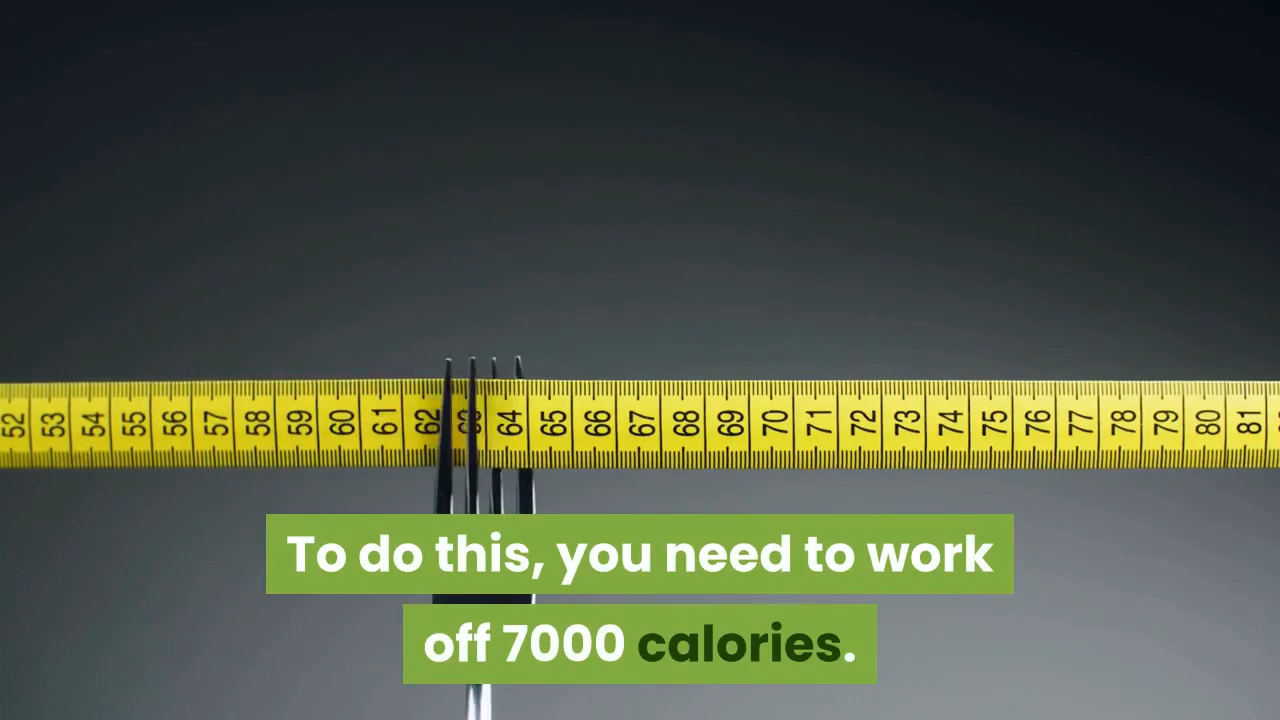 52 53 54 55 56 57 58 59 60 61 62 63 64 65 66 67 68 69 70 71 72 73 74 75 76 77 78 79 80 81
To do this, you need to work
off 7000 calories.